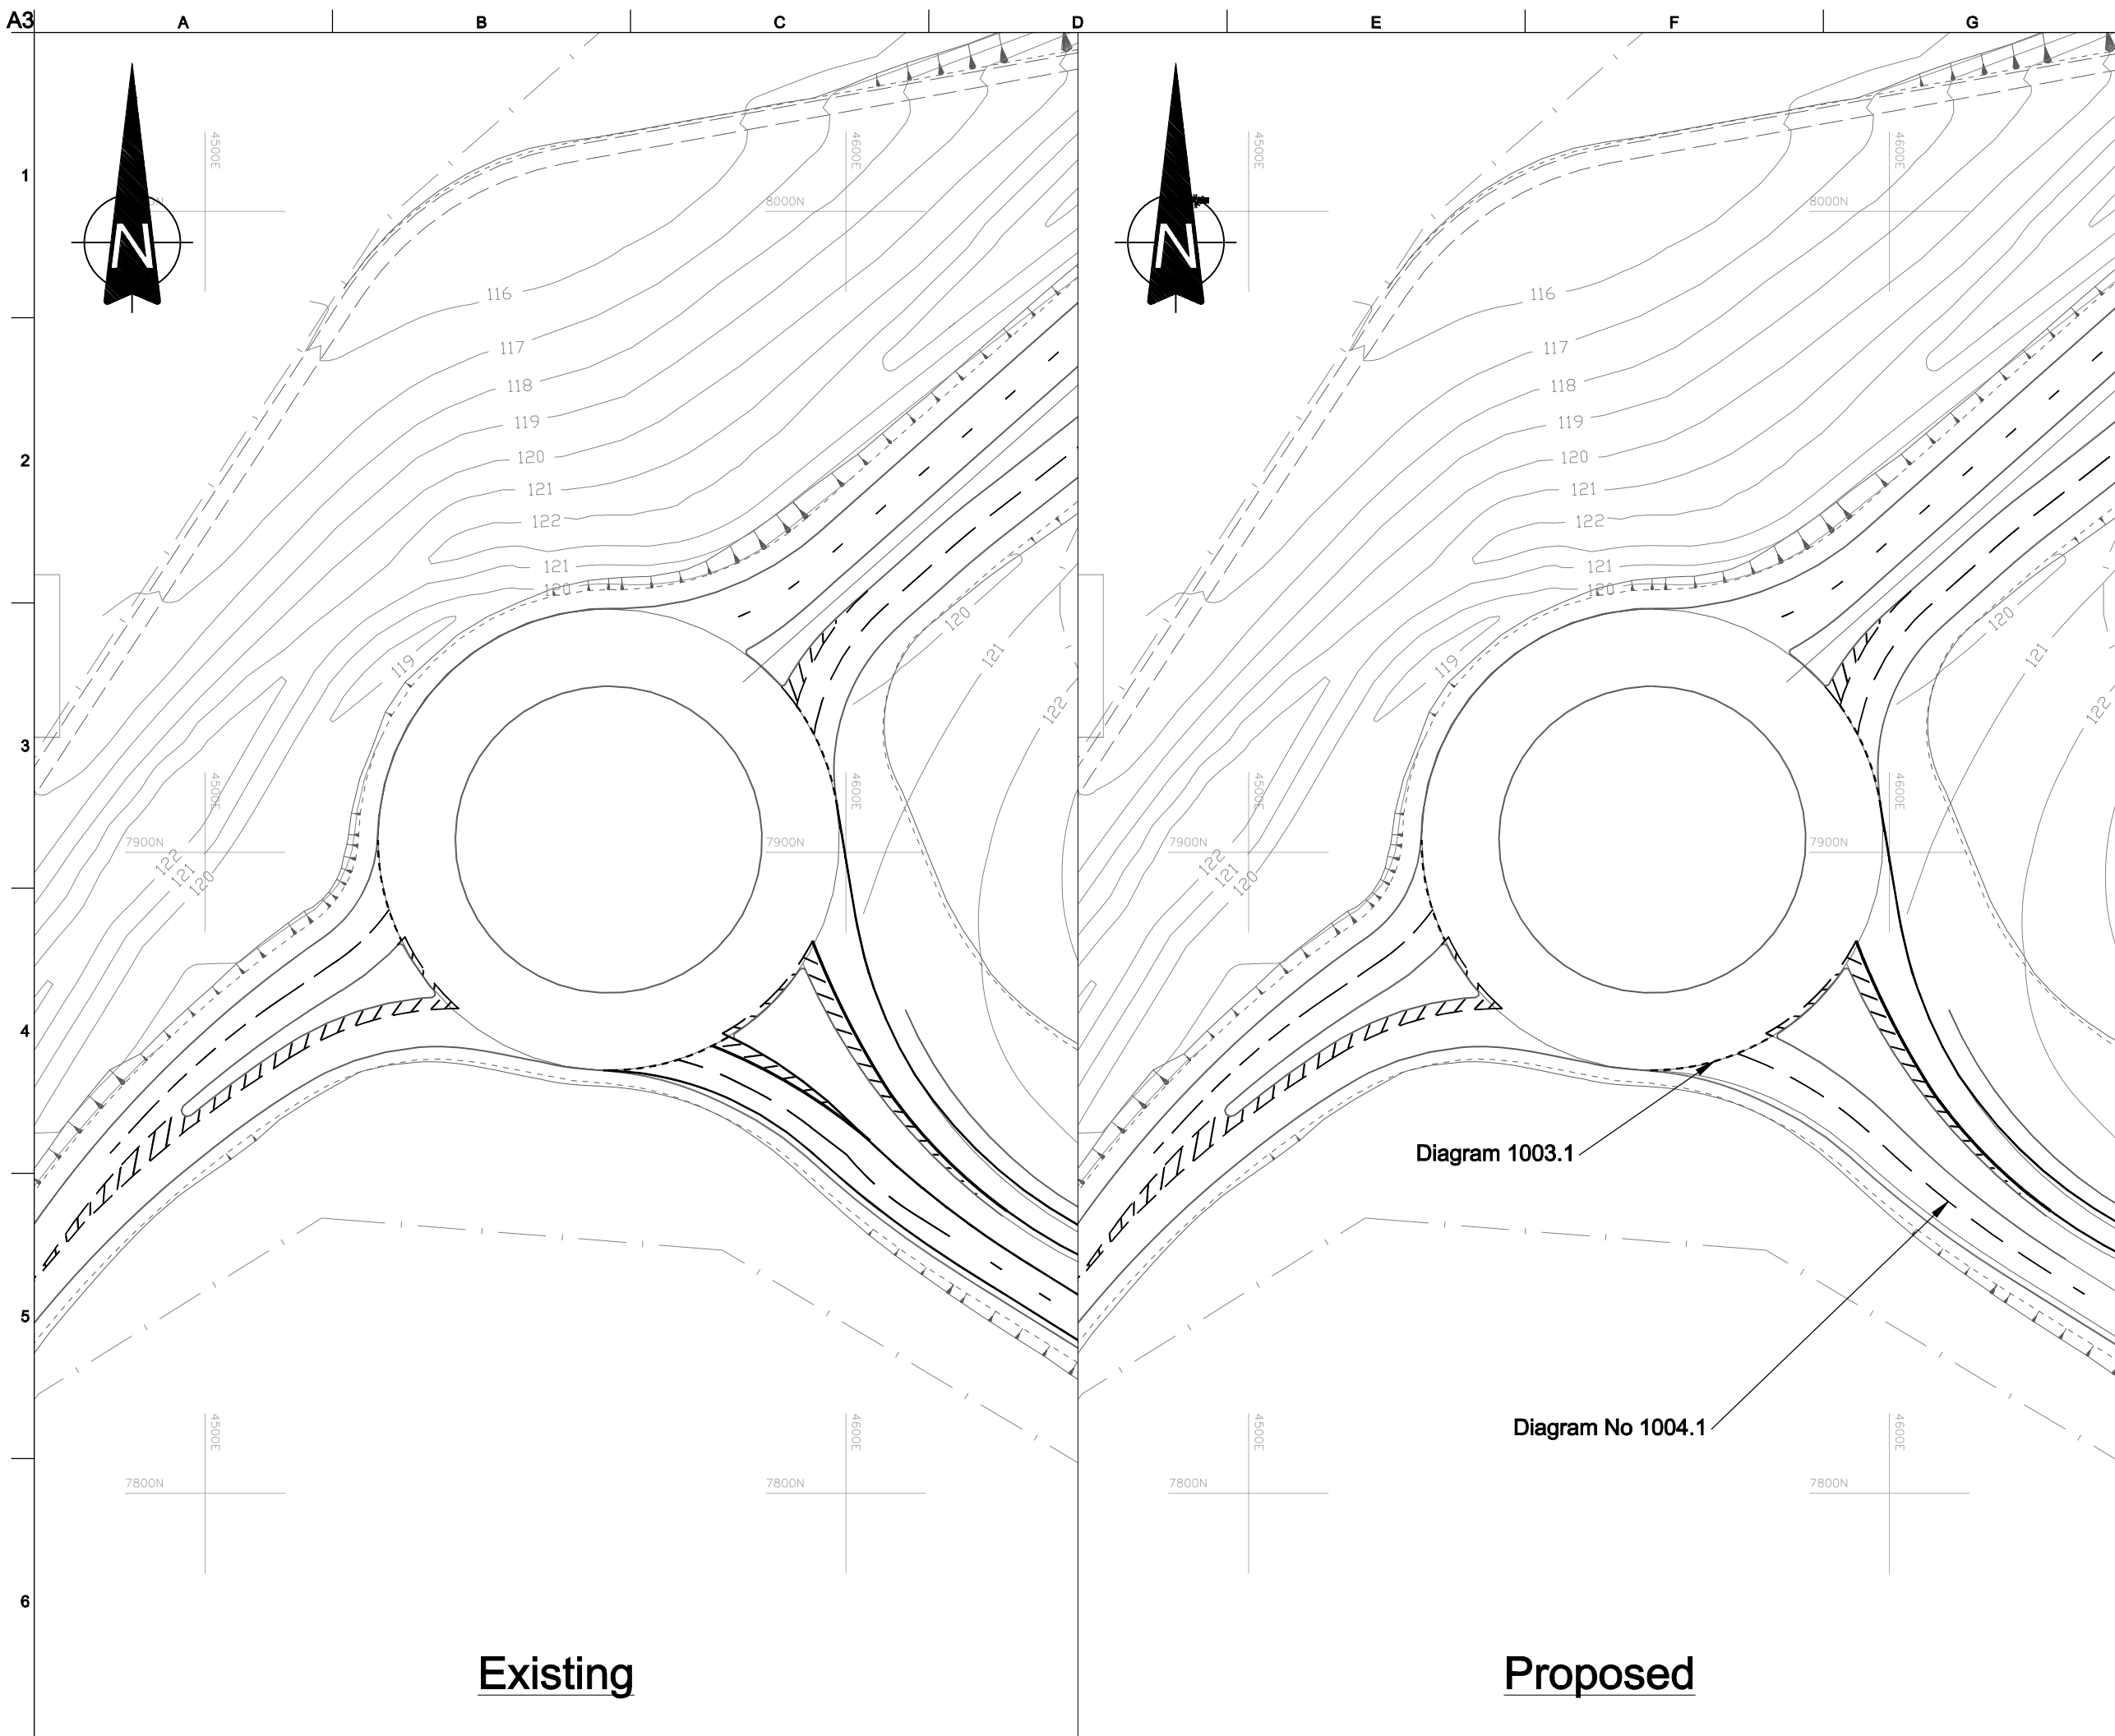 A3 A B C D E F G
1
2
3
4
5
6
N
N
4500E
4600E
4500E
4600E
8000N
8000N
116
117
118
119
120
121
122
121
120
119
120
121
122
116
117
118
119
120
121
122
121
120
119
120
121
122
4500E
4600E
4500E
4600E
7900N
7900N
7900N
7900N
122
121
120
122
121
120
Diagram 1003.1
Diagram No 1004.1
4500E
4600E
4500E
4600E
7800N
7800N
7800N
7800N
Existing
Proposed